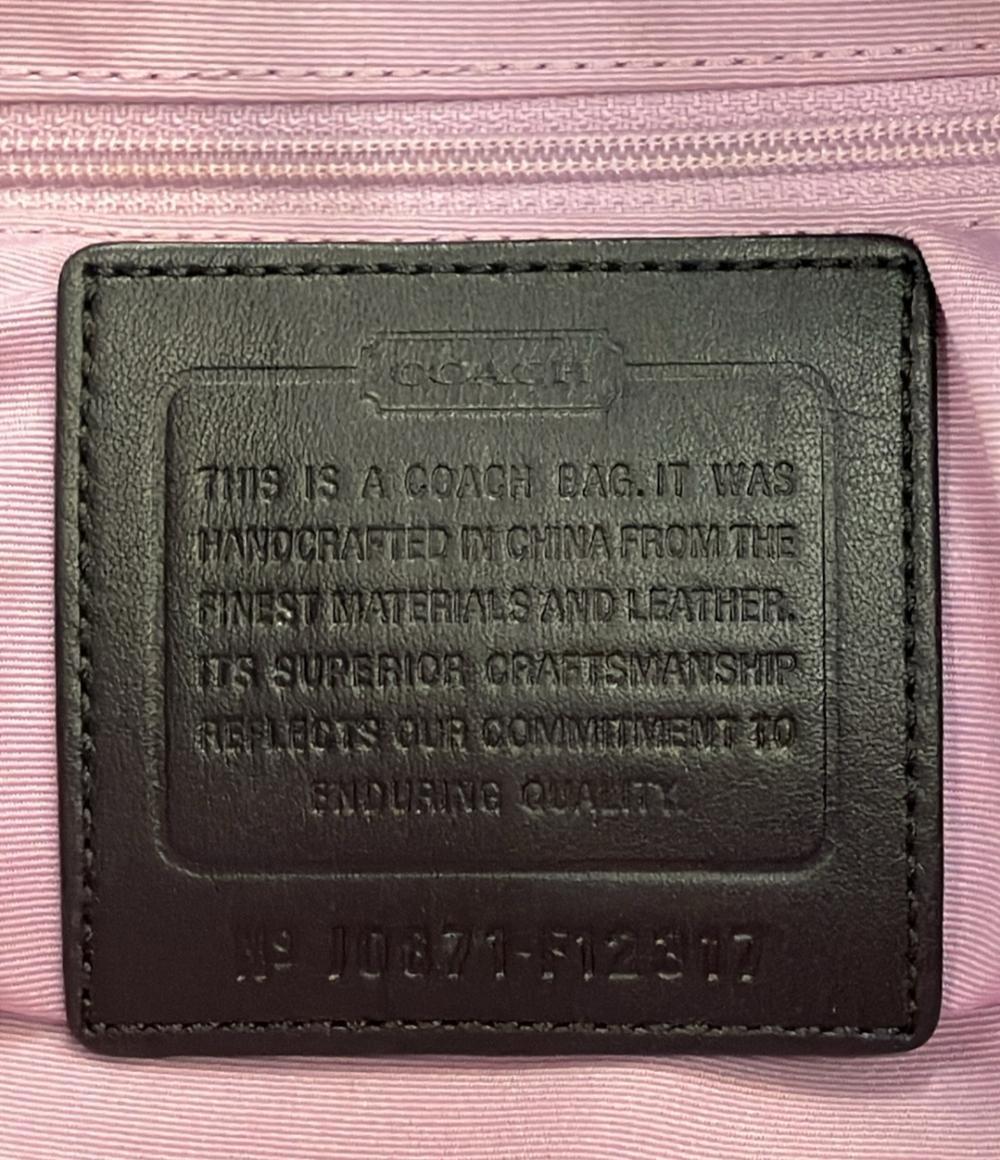 COACH
THIS IS A COACH BAG. IT WAS
HANDCRAFTED IN CHINA FROM THE
FINEST MATERIALS AND LEATHER.
ITS SUPERIOR CRAFTSMANSHIP
REFLECTS OUR COMMITMENT TO
ENDURING QUALITY.
Nº